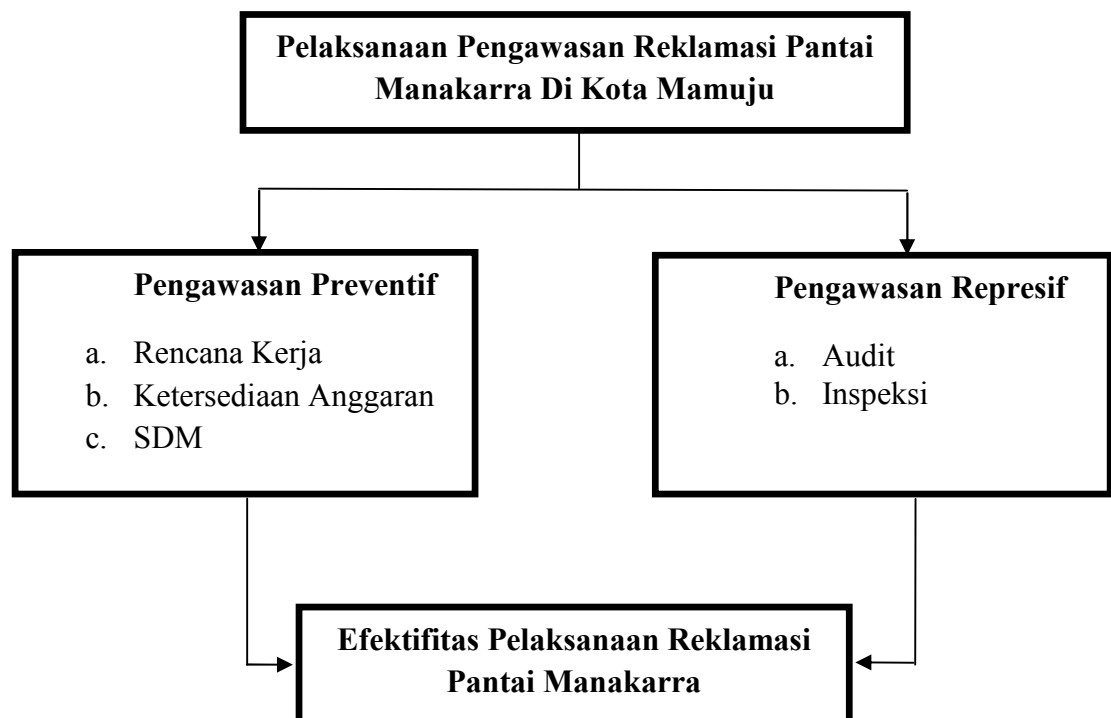 Pelaksanaan Pengawasan Reklamasi Pantai
Manakarra Di Kota Mamuju
Pengawasan Preventif
a. Rencana Kerja
b. Ketersediaan Anggaran
c. SDM
Pengawasan Represif
a. Audit
b. Inspeksi
Efektifitas Pelaksanaan Reklamasi
Pantai Manakarra